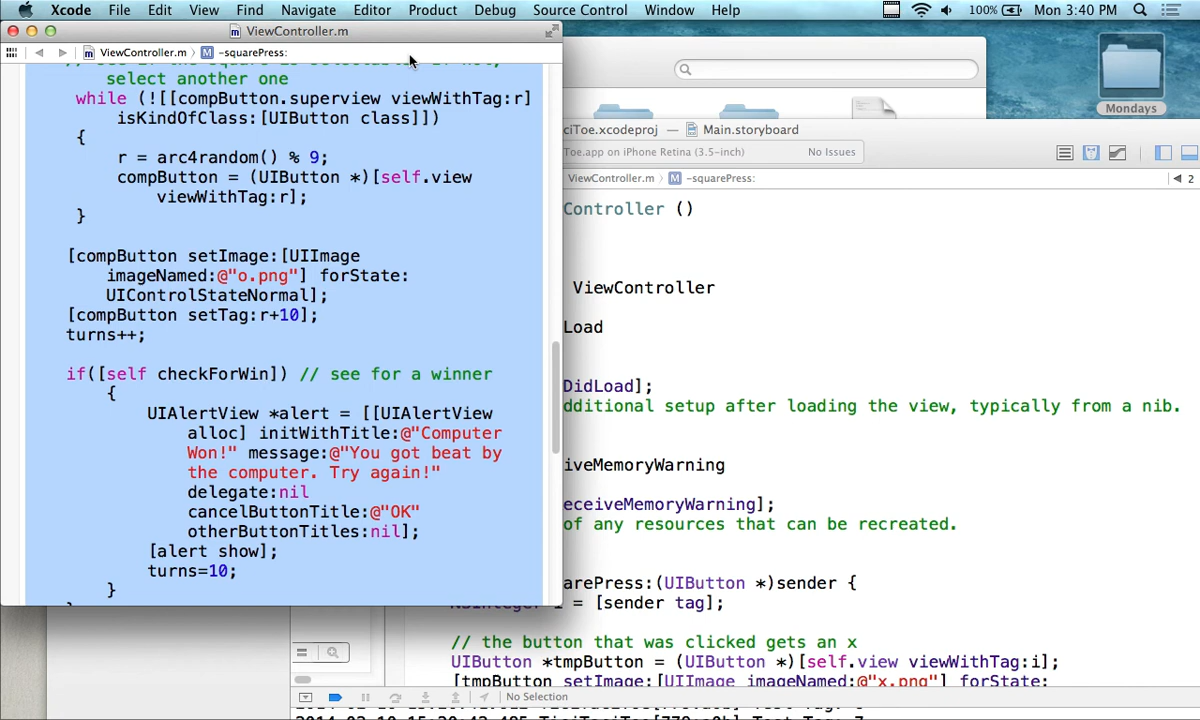 Xcode File Edit View Find Navigate Editor Product Debug Source Control Window Help 100% Mon 3:40 PM
ViewController.m
ViewController.m -squarePress:
select another one
while (![[compButton.superview viewWithTag:r]
isKindOfClass:[UIButton class]])
{
r = arc4random() % 9;
compButton = (UIButton *)[self.view
viewWithTag:r];
}
[compButton setImage:[UIImage
imageNamed:@"o.png"] forState:
UIControlStateNormal];
[compButton setTag:r+10];
turns++;
if([self checkForWin]) // see for a winner
{
UIAlertView *alert = [[UIAlertView
alloc] initWithTitle:@"Computer
Won!" message:@"You got beat by
the computer. Try again!"
delegate:nil
cancelButtonTitle:@"OK"
otherButtonTitles:nil];
[alert show];
turns=10;
}
Mondays
ciToe.xcodeproj — Main.storyboard
Toe.app on iPhone Retina (3.5-inch) No Issues
ViewController.m -squarePress: 2
Controller ()
ViewController
Load
DidLoad];
dditional setup after loading the view, typically from a nib.
iveMemoryWarning
eceiveMemoryWarning];
of any resources that can be recreated.
arePress:(UIButton *)sender {
= [sender tag];
// the button that was clicked gets an x
UIButton *tmpButton = (UIButton *)[self.view viewWithTag:i];
[tmpButton setImage:[UIImage imageNamed:@"x.png"] forState:
No Selection